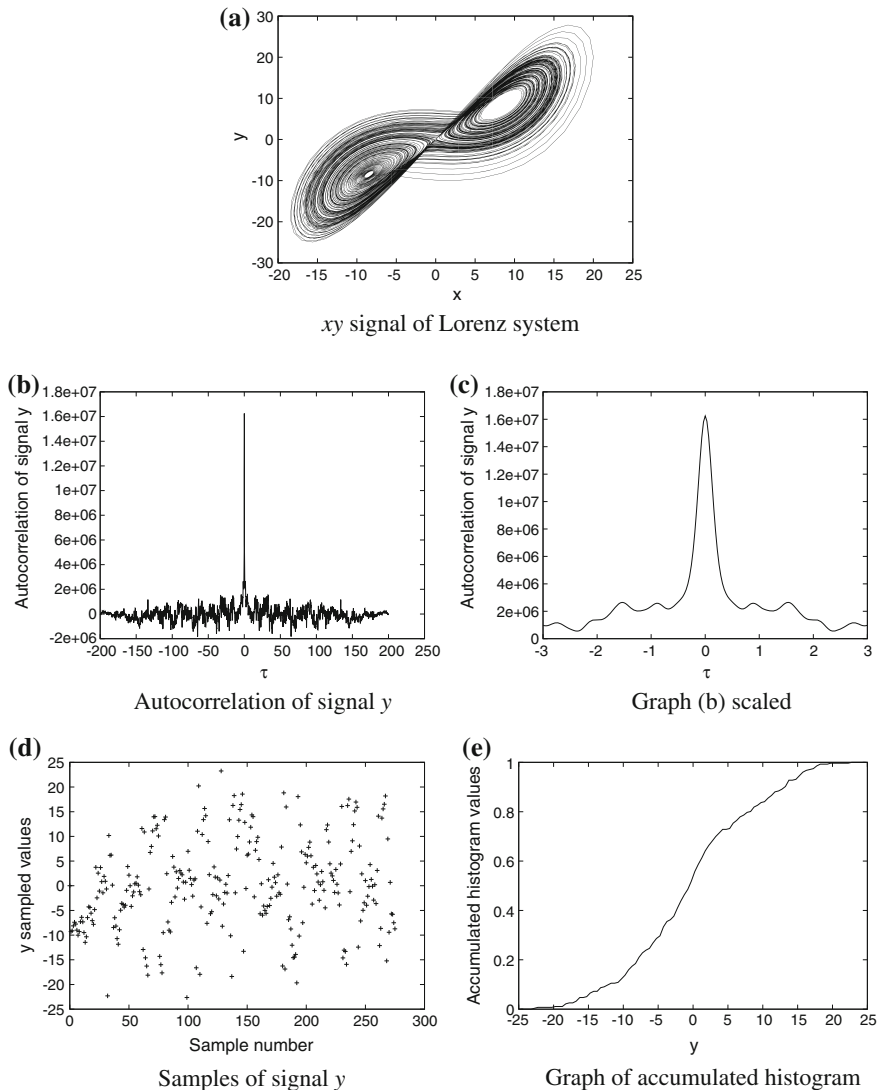 (a)
30
20
10
0
-10
-20
-30
y
-20 -15 -10 -5 0 5 10 15 20 25
x
xy signal of Lorenz system
(b)
1.8e+07
1.6e+07
1.4e+07
1.2e+07
1e+07
8e+06
6e+06
4e+06
2e+06
0
-2e+06
Autocorrelation of signal y
-200 -150 -100 -50 0 50 100 150 200 250
τ
Autocorrelation of signal y
(c)
1.8e+07
1.6e+07
1.4e+07
1.2e+07
1e+07
8e+06
6e+06
4e+06
2e+06
0
Autocorrelation of signal y
-3 -2 -1 0 1 2 3
τ
Graph (b) scaled
(d)
25
20
15
10
5
0
-5
-10
-15
-20
-25
y sampled values
0 50 100 150 200 250 300
Sample number
Samples of signal y
(e)
1
0.8
0.6
0.4
0.2
0
Accumulated histogram values
-25 -20 -15 -10 -5 0 5 10 15 20 25
y
Graph of accumulated histogram